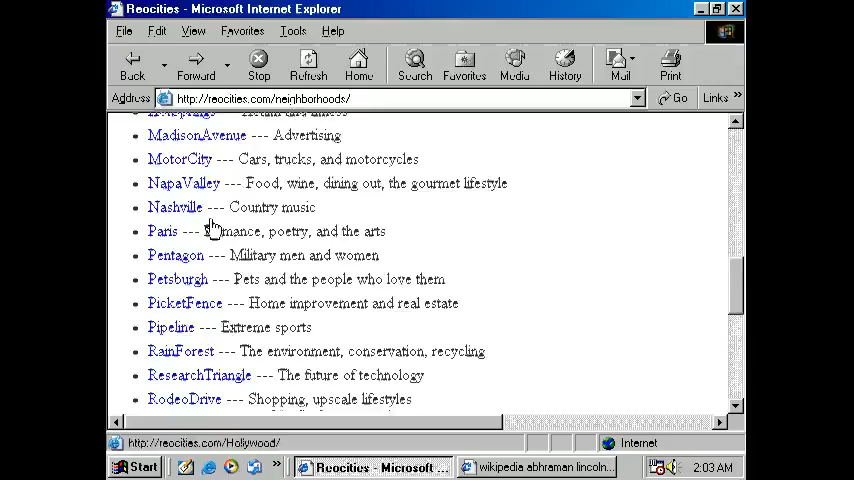 Reocities - Microsoft Internet Explorer
File Edit View Favorites Tools Help
Back Forward Stop Refresh Home Search Favorites Media History Mail Print
Address http://reocities.com/neighborhoods/ Go Links »
MadisonAvenue --- Advertising
MotorCity --- Cars, trucks, and motorcycles
NapaValley --- Food, wine, dining out, the gourmet lifestyle
Nashville --- Country music
Paris --- Romance, poetry, and the arts
Pentagon --- Military men and women
Petsburgh --- Pets and the people who love them
PicketFence --- Home improvement and real estate
Pipeline --- Extreme sports
RainForest --- The environment, conservation, recycling
ResearchTriangle --- The future of technology
RodeoDrive --- Shopping, upscale lifestyles
http://reocities.com/Hollywood/ Internet
Start » Reocities - Microsoft ... wikipedia abhraman lincoln... 2:03 AM